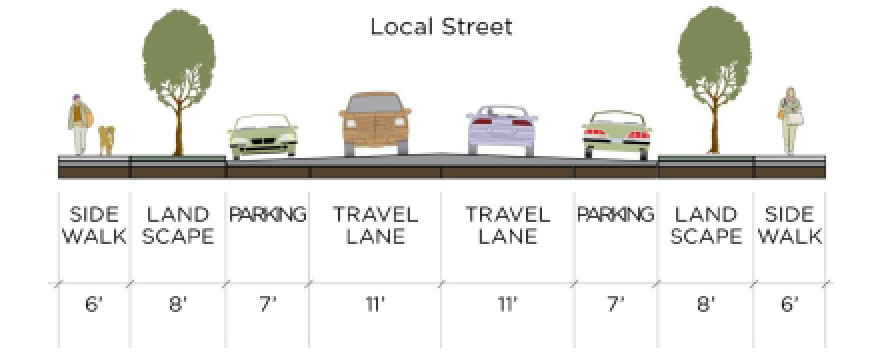 Local Street
SIDE LAND PARKING TRAVEL TRAVEL PARKING LAND SIDE
WALK SCAPE LANE LANE SCAPE WALK
6' 8' 7' 11' 11' 7' 8' 6'